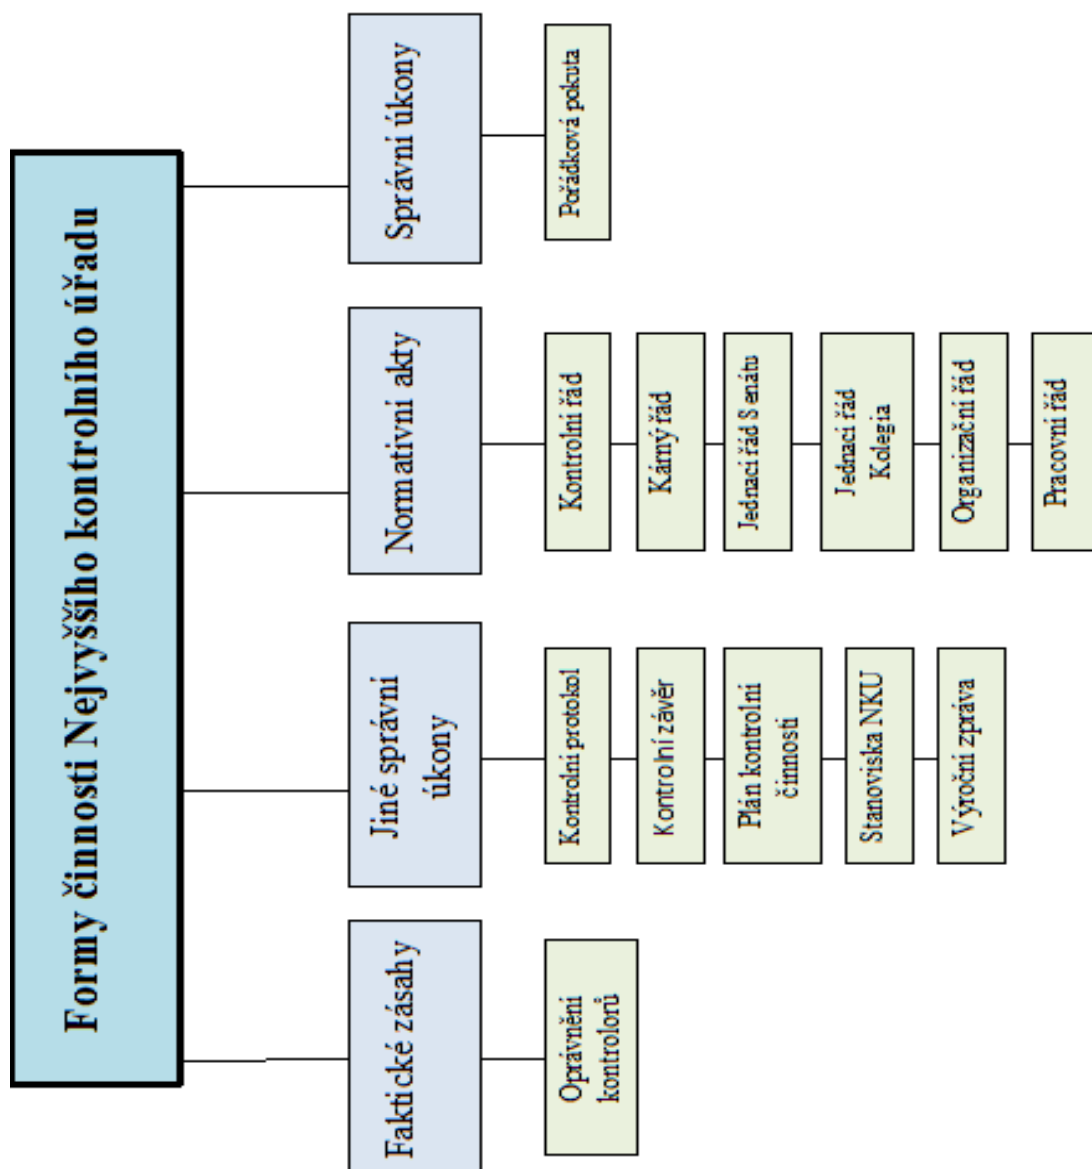 Formy činnosti Nejvyššího kontrolního úřadu
Faktické zásahy
Oprávnění
kontrolorů
Jiné správní
úkony
Kontrolní protokol
Kontrolní závěr
Plán kontrolní
činnosti
Stanoviska NKU
Výroční zpráva
Normativní akty
Kontrolní řád
Kárný řád
Jednací řád Senátu
Jednací řád
Kolegia
Organizační řád
Pracovní řád
Správní úkony
Pořádková pokuta